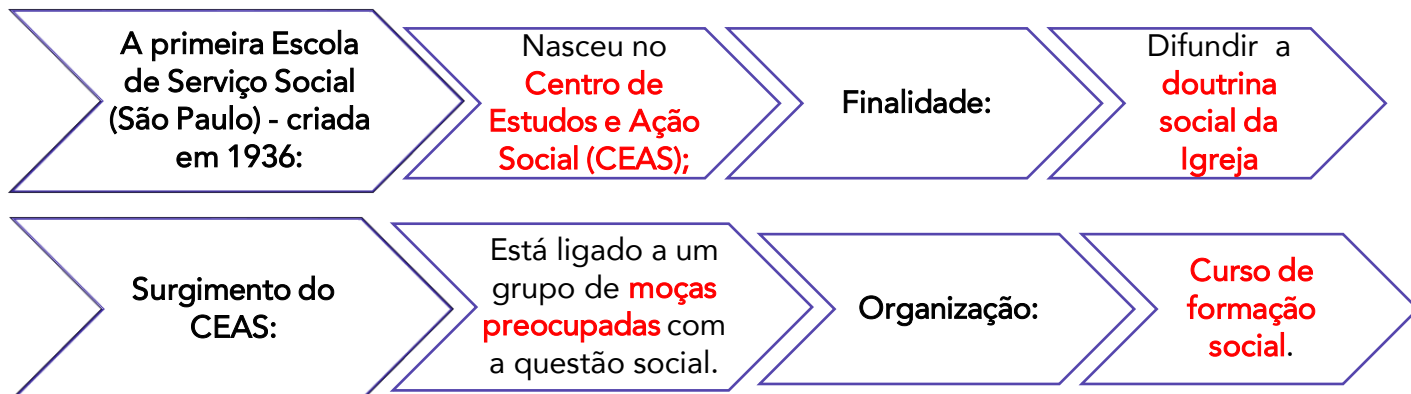 A primeira Escola
de Serviço Social
(São Paulo) - criada
em 1936:
Nasceu no
Centro de
Estudos e Ação
Social (CEAS);
Finalidade:
Difundir a
doutrina
social da
Igreja
Surgimento do
CEAS:
Está ligado a um
grupo de moças
preocupadas com
a questão social.
Organização:
Curso de
formação
social.